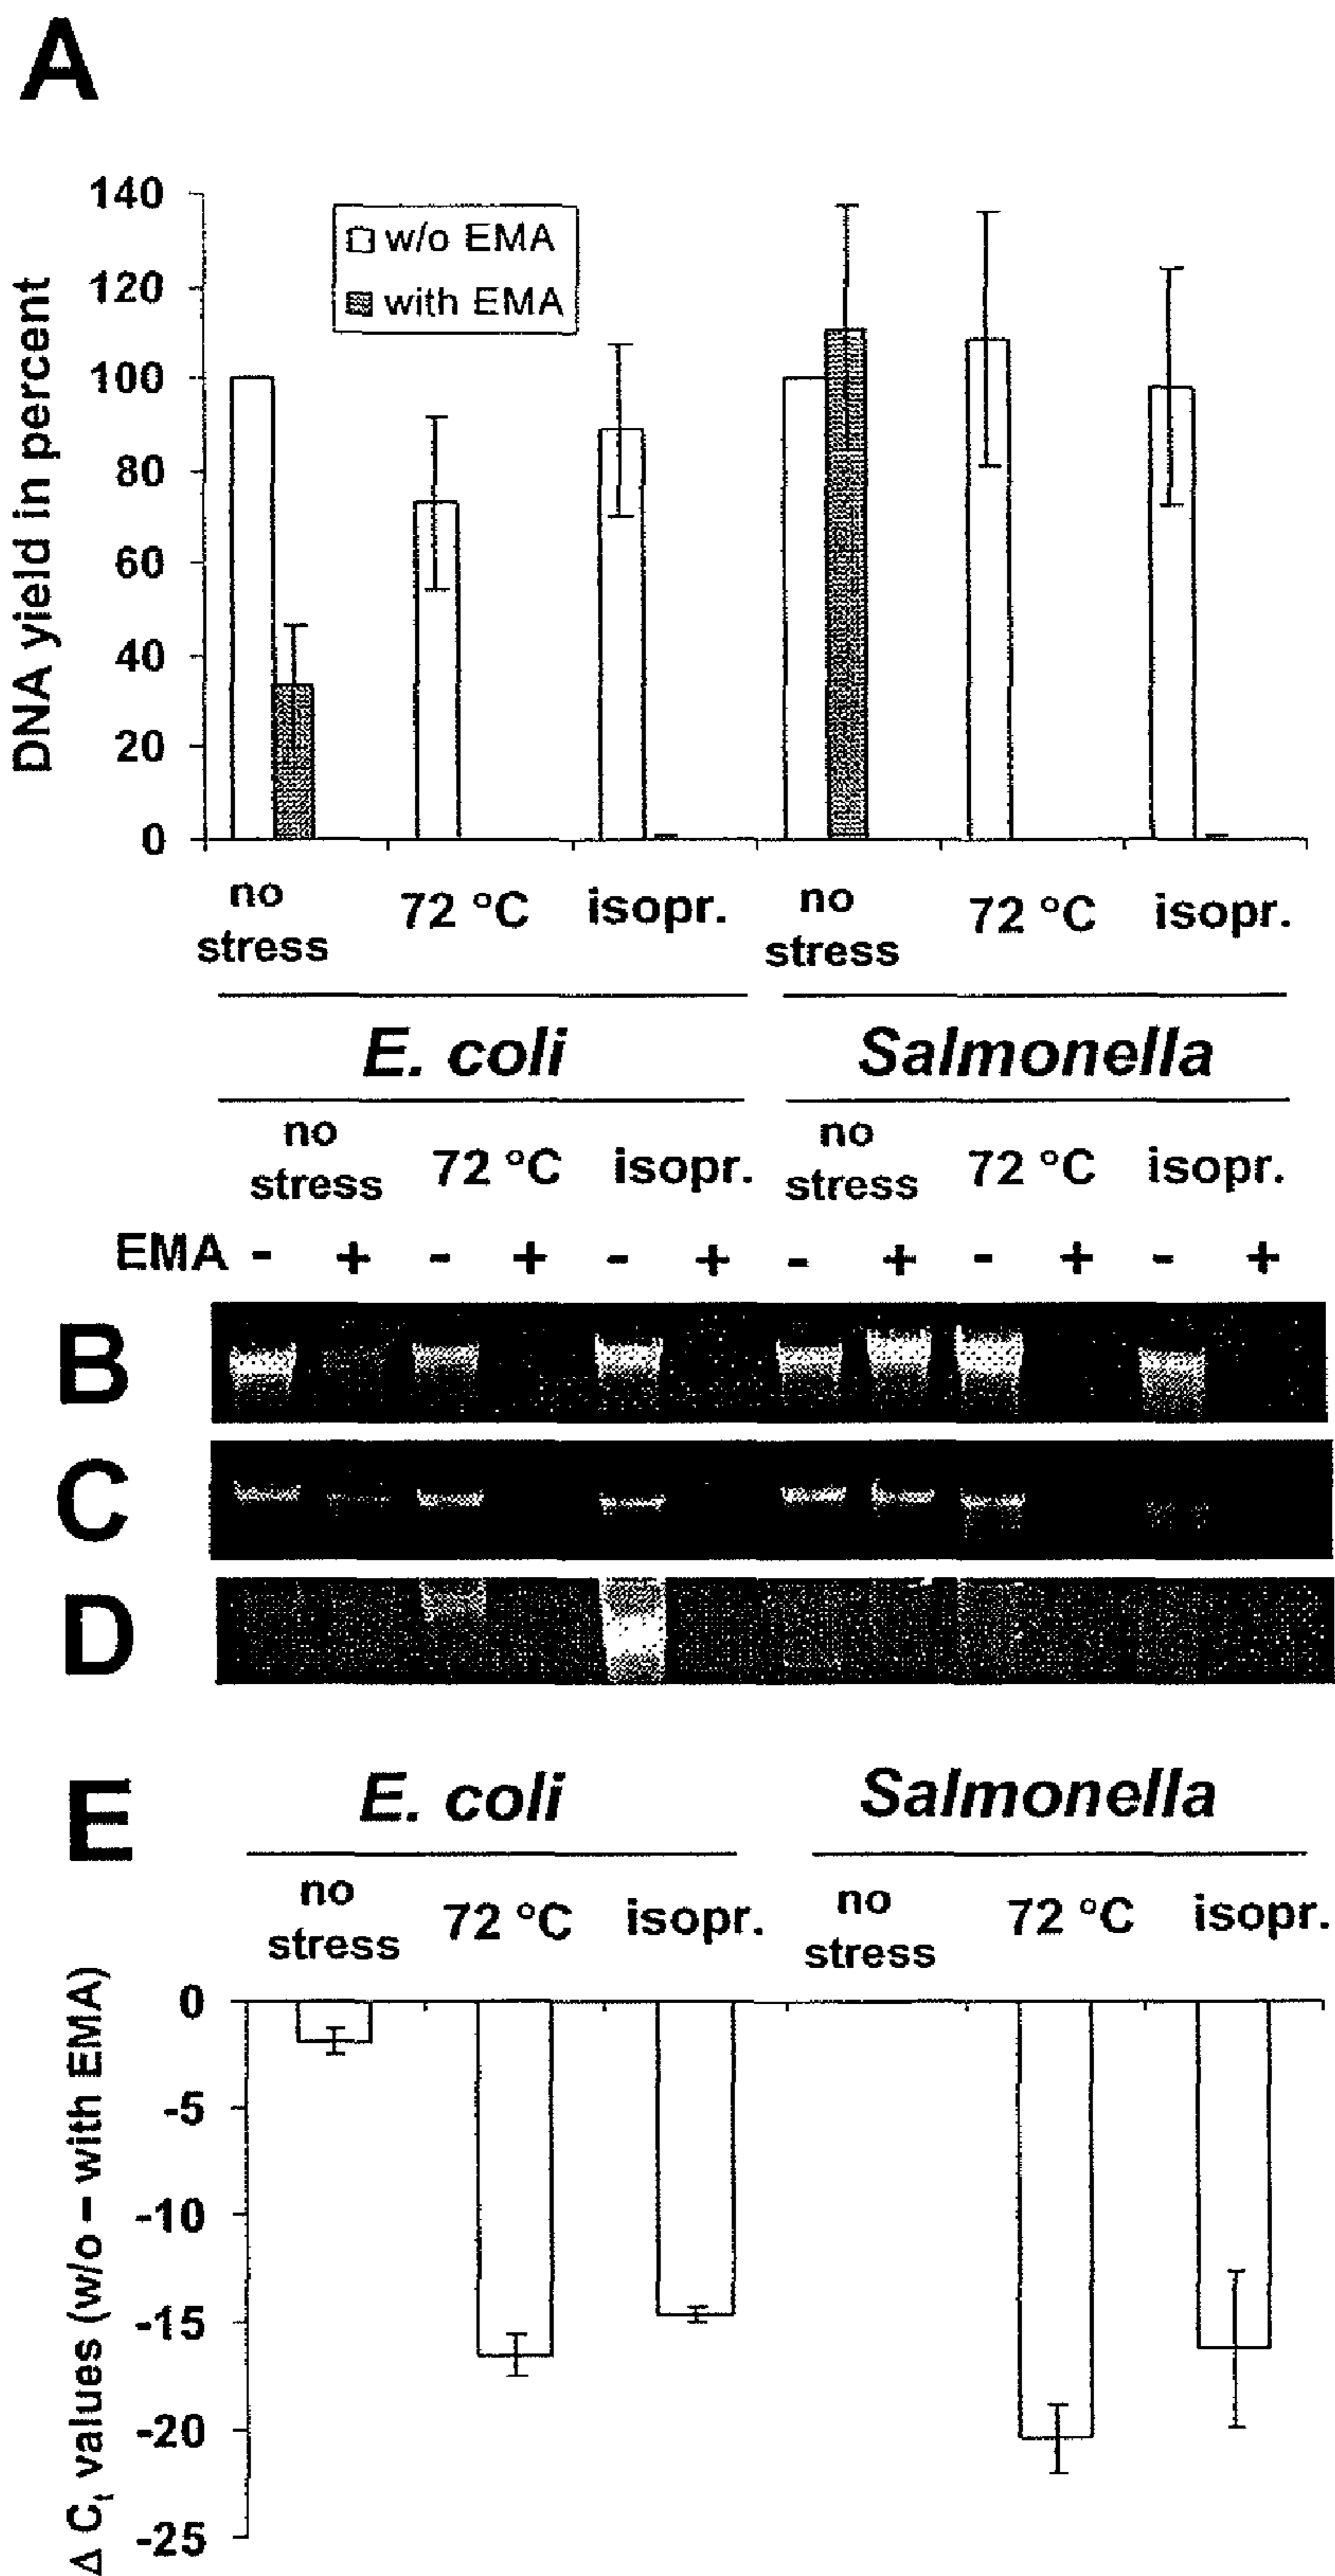 A
140
120
100
80
60
40
20
0
DNA yield in percent
w/o EMA
with EMA
no stress 72 °C isopr. no stress 72 °C isopr.
E. coli Salmonella
no stress 72 °C isopr. no stress 72 °C isopr.
EMA - + - + - + - + - + - +
B
C
D
E
E. coli Salmonella
no stress 72 °C isopr. no stress 72 °C isopr.
0
-5
-10
-15
-20
-25
Δ Ct values (w/o – with EMA)